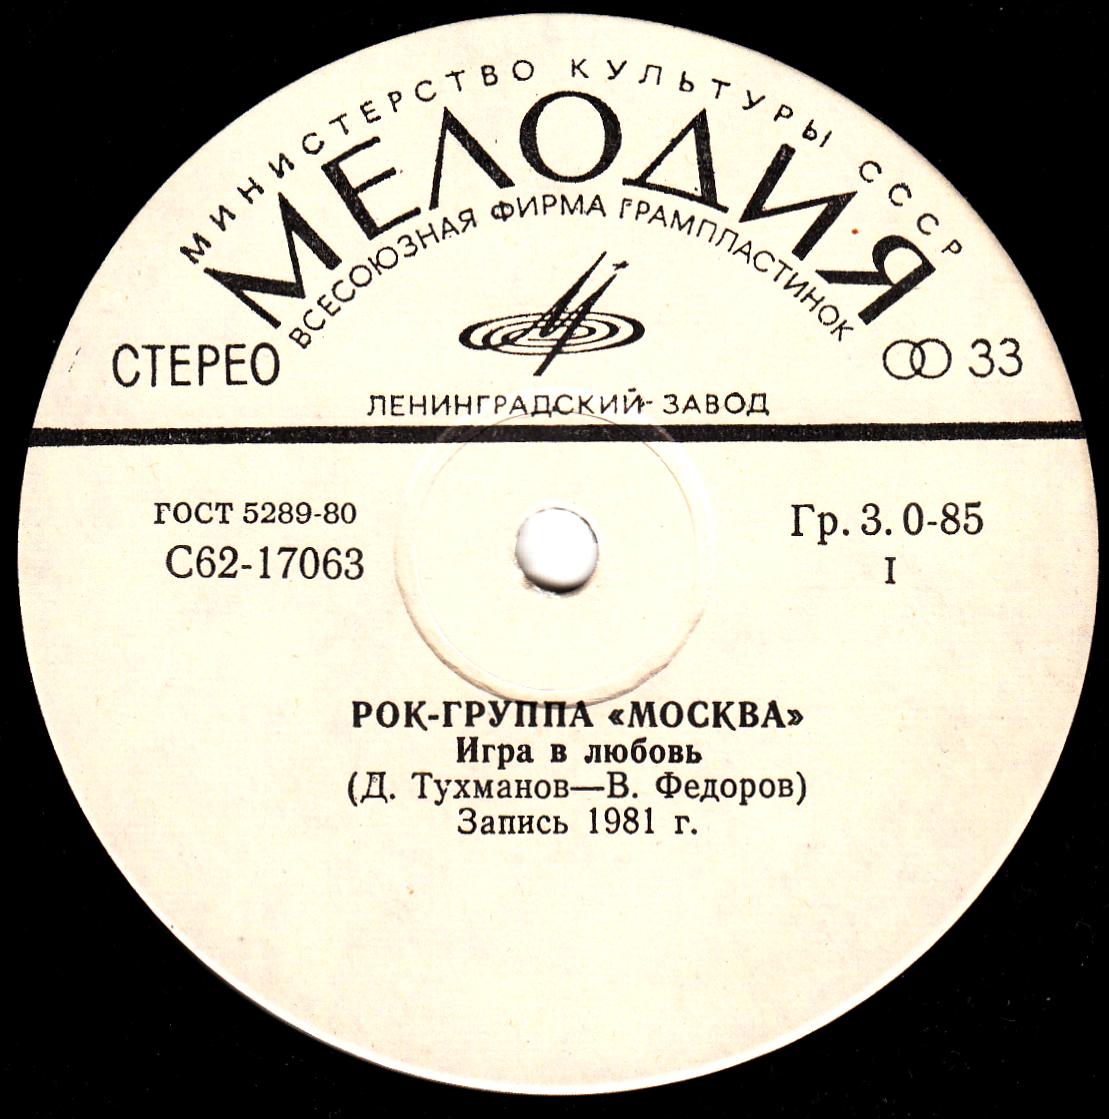 МИНИСТЕРСТВО КУЛЬТУРЫ СССР
МЕЛОДИЯ
ВСЕСОЮЗНАЯ ФИРМА ГРАМПЛАСТИНОК
СТЕРЕО
33
ЛЕНИНГРАДСКИЙ ЗАВОД
ГОСТ 5289-80
С62-17063
Гр. 3. 0-85
I
РОК-ГРУППА «МОСКВА»
Игра в любовь
(Д. Тухманов—В. Федоров)
Запись 1981 г.